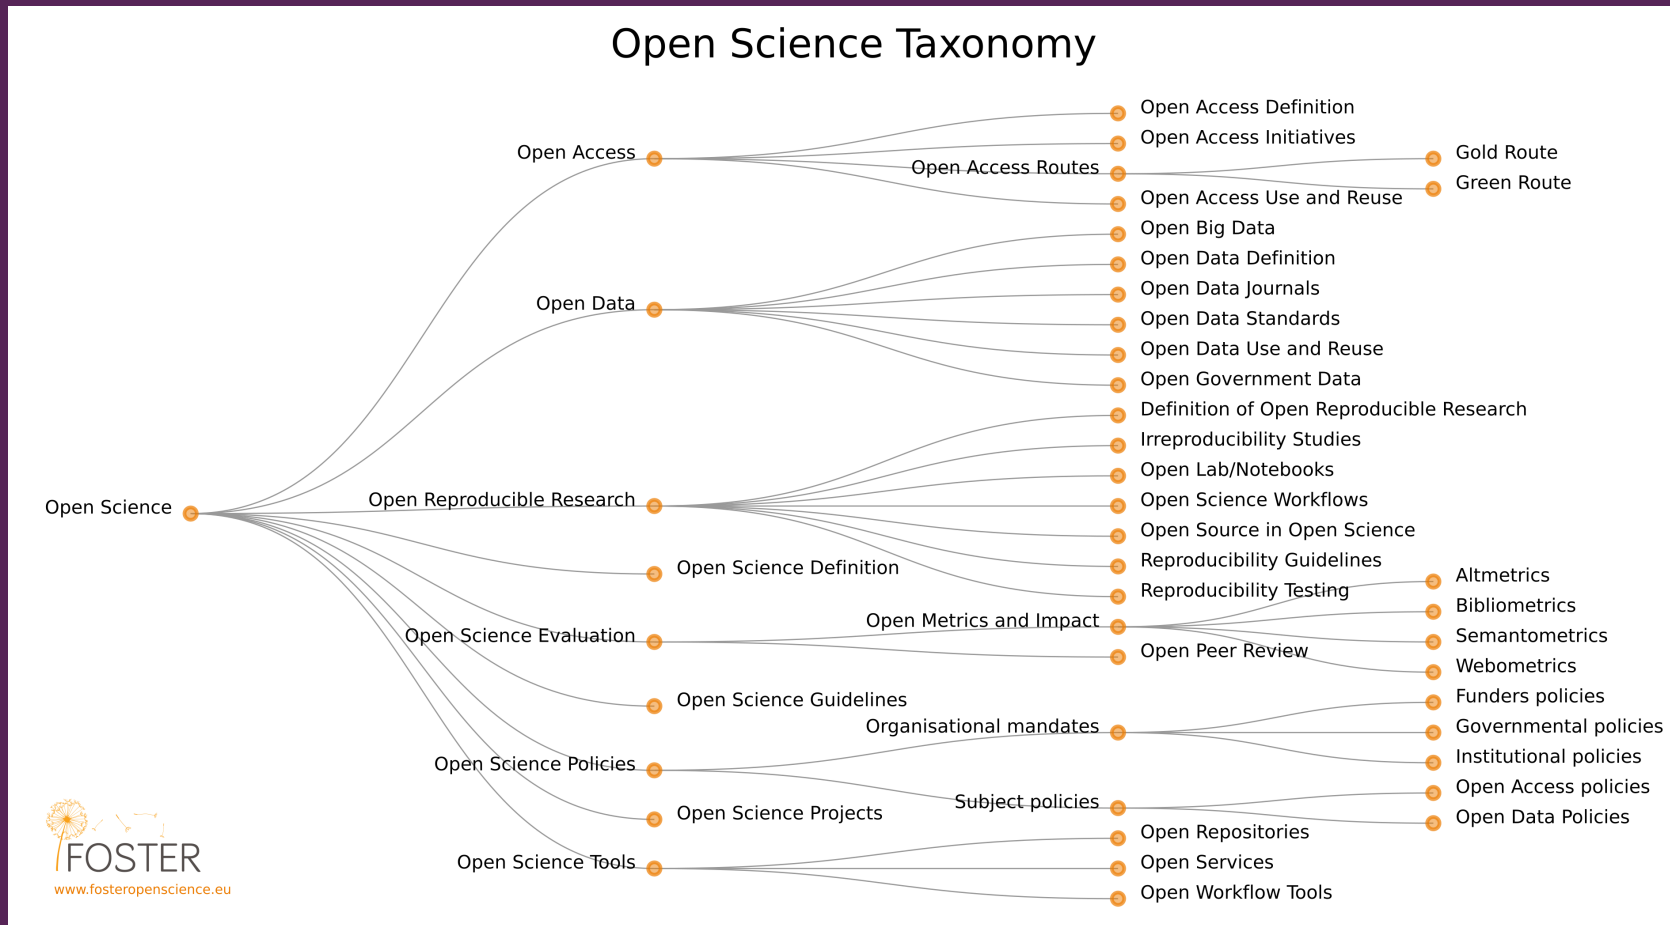 Open Science Taxonomy
Open Science
Open Access
Open Access Definition
Open Access Initiatives
Open Access Routes
Gold Route
Green Route
Open Access Use and Reuse
Open Data
Open Big Data
Open Data Definition
Open Data Journals
Open Data Standards
Open Data Use and Reuse
Open Government Data
Open Reproducible Research
Definition of Open Reproducible Research
Irreproducibility Studies
Open Lab/Notebooks
Open Science Workflows
Open Source in Open Science
Reproducibility Guidelines
Reproducibility Testing
Open Science Definition
Open Science Evaluation
Open Metrics and Impact
Altmetrics
Bibliometrics
Semantometrics
Webometrics
Open Peer Review
Open Science Guidelines
Open Science Policies
Organisational mandates
Funders policies
Governmental policies
Institutional policies
Subject policies
Open Access policies
Open Data Policies
Open Science Projects
Open Science Tools
Open Repositories
Open Services
Open Workflow Tools
FOSTER
www.fosteropenscience.eu